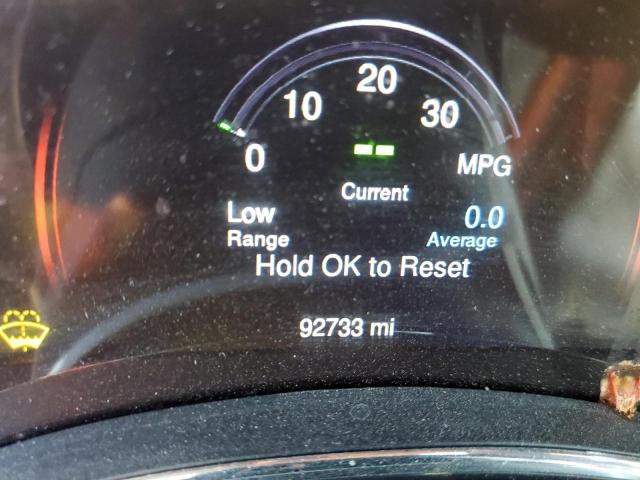 20
10 30
0 -- MPG
Current
Low 0.0
Range Average
Hold OK to Reset
92733 mi